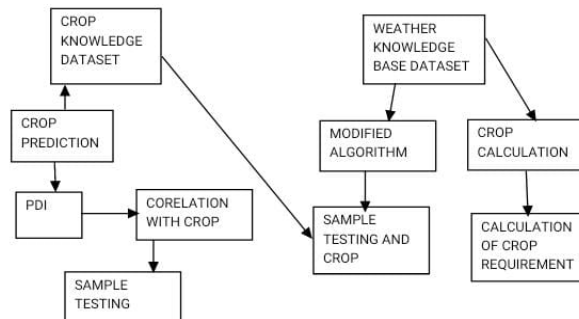 CROP
KNOWLEDGE
DATASET
WEATHER
KNOWLEDGE
BASE DATASET
CROP
PREDICTION
MODIFIED
ALGORITHM
CROP
CALCULATION
PDI
CORELATION
WITH CROP
SAMPLE
TESTING AND
CROP
CALCULATION
OF CROP
REQUIREMENT
SAMPLE
TESTING